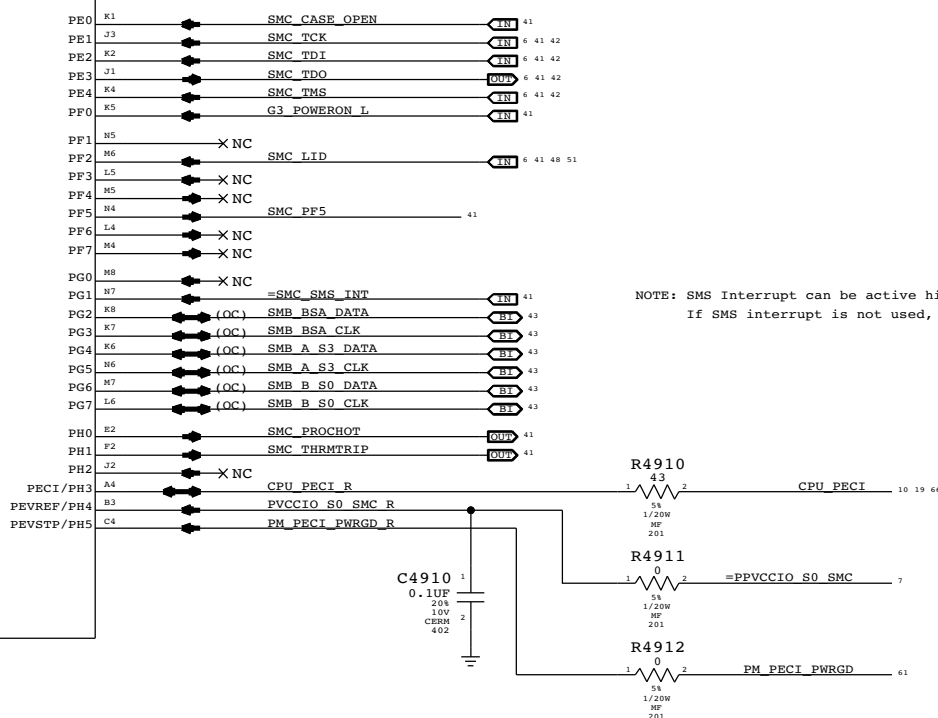 PE0 K1 SMC_CASE_OPEN IN 41
PE1 J3 SMC_TCK IN 6 41 42
PE2 K2 SMC_TDI IN 6 41 42
PE3 J1 SMC_TDO OUT 6 41 42
PE4 K4 SMC_TMS IN 6 41 42
PF0 K5 G3_POWERON_L IN 41
PF1 N5 NC
PF2 M6 SMC_LID IN 6 41 48 51
PF3 L5 NC
PF4 M5 NC
PF5 N4 SMC_PF5 41
PF6 L4 NC
PF7 M4 NC
PG0 M8 NC
PG1 N7 =SMC_SMS_INT IN 41
PG2 K8 (OC) SMB_BSA_DATA BI 43
PG3 K7 (OC) SMB_BSA_CLK BI 43
PG4 K6 (OC) SMB_A_S3_DATA BI 43
PG5 N6 (OC) SMB_A_S3_CLK BI 43
PG6 M7 (OC) SMB_B_S0_DATA BI 43
PG7 L6 (OC) SMB_B_S0_CLK BI 43
NOTE: SMS Interrupt can be active hi
If SMS interrupt is not used,
PH0 E2 SMC_PROCHOT OUT 41
PH1 F2 SMC_THRMTRIP OUT 41
PH2 J2 NC
PECI/PH3 A4 CPU_PECI_R
PEVREF/PH4 B3 PVCCIO_S0_SMC_R
PEVSTP/PH5 C4 PM_PECI_PWRGD_R
R4910
43
1 2 CPU_PECI 10 19 66
5%
1/20W
MF
201
C4910 1
0.1UF
20%
10V
CERM
402
2
R4911
0
1 2 =PPVCCIO_S0_SMC 7
5%
1/20W
MF
201
R4912
0
1 2 PM_PECI_PWRGD 61
5%
1/20W
MF
201